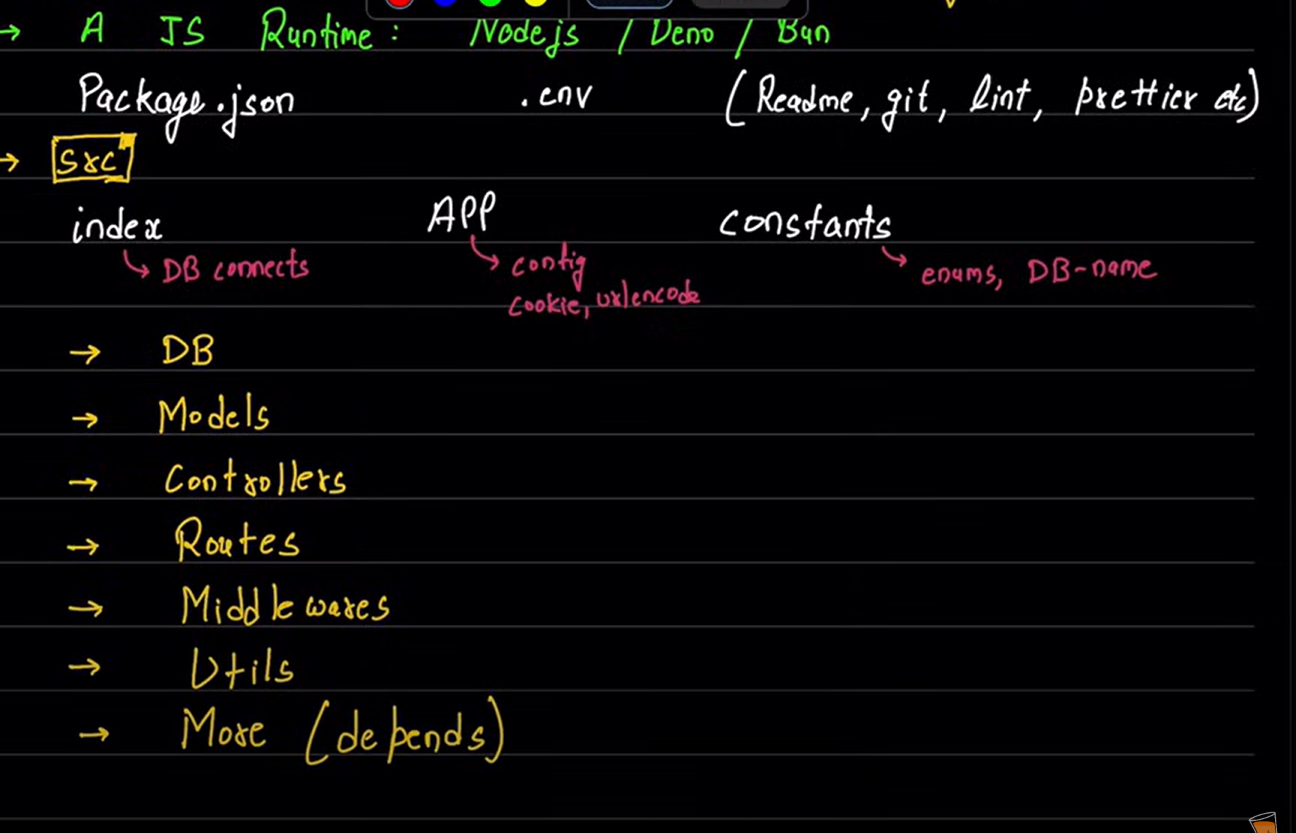 → A JS Runtime: Nodejs / Deno / Bun
Package.json .env (Readme, git, lint, prettier etc)
→ src
index APP constants
↳ DB connects ↳ config ↳ enums, DB-name
cookie, urlencode
→ DB
→ Models
→ Controllers
→ Routes
→ Middlewares
→ Utils
→ More (depends)